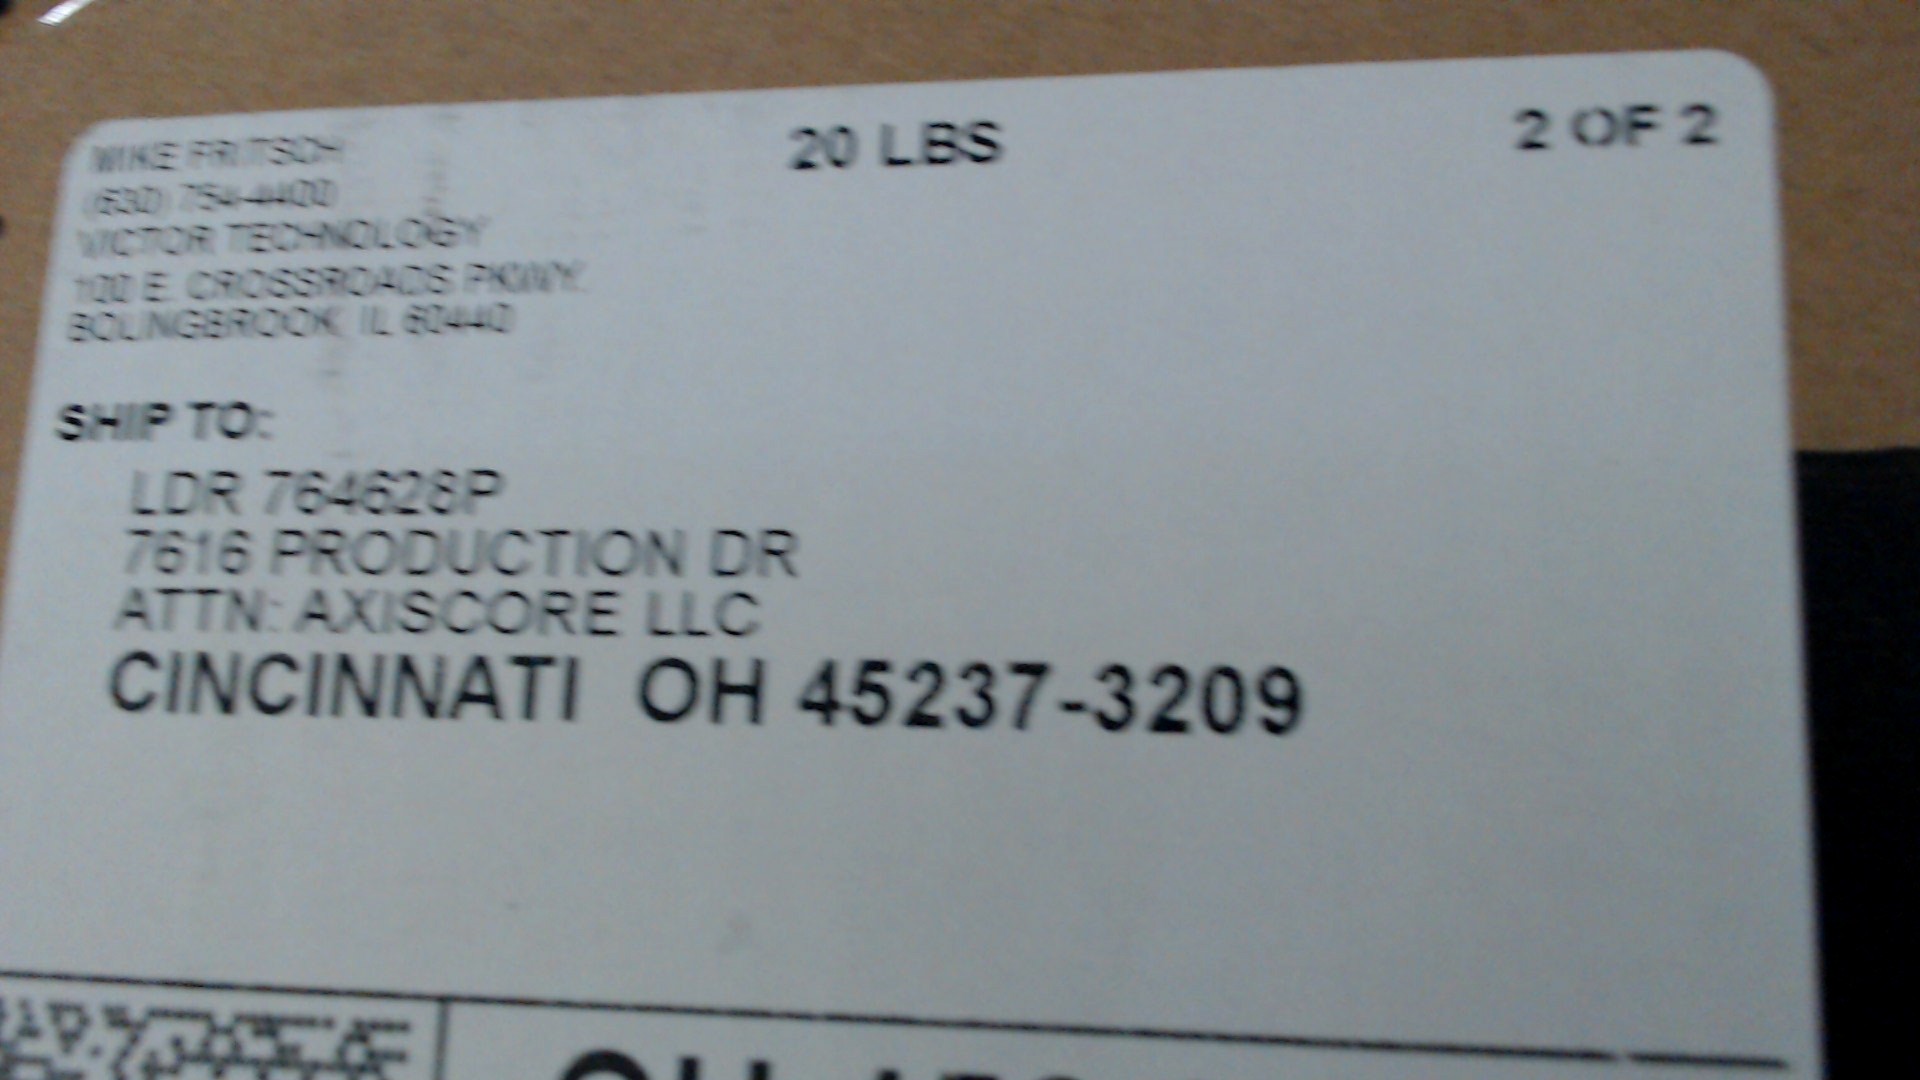 MIKE FRITSCH
(630) 754-4400
VICTOR TECHNOLOGY
100 E. CROSSROADS PKWY.
BOLINGBROOK, IL 60440
20 LBS
2 OF 2
SHIP TO:
LDR 764628P
7616 PRODUCTION DR
ATTN: AXISCORE LLC
CINCINNATI OH 45237-3209
OH